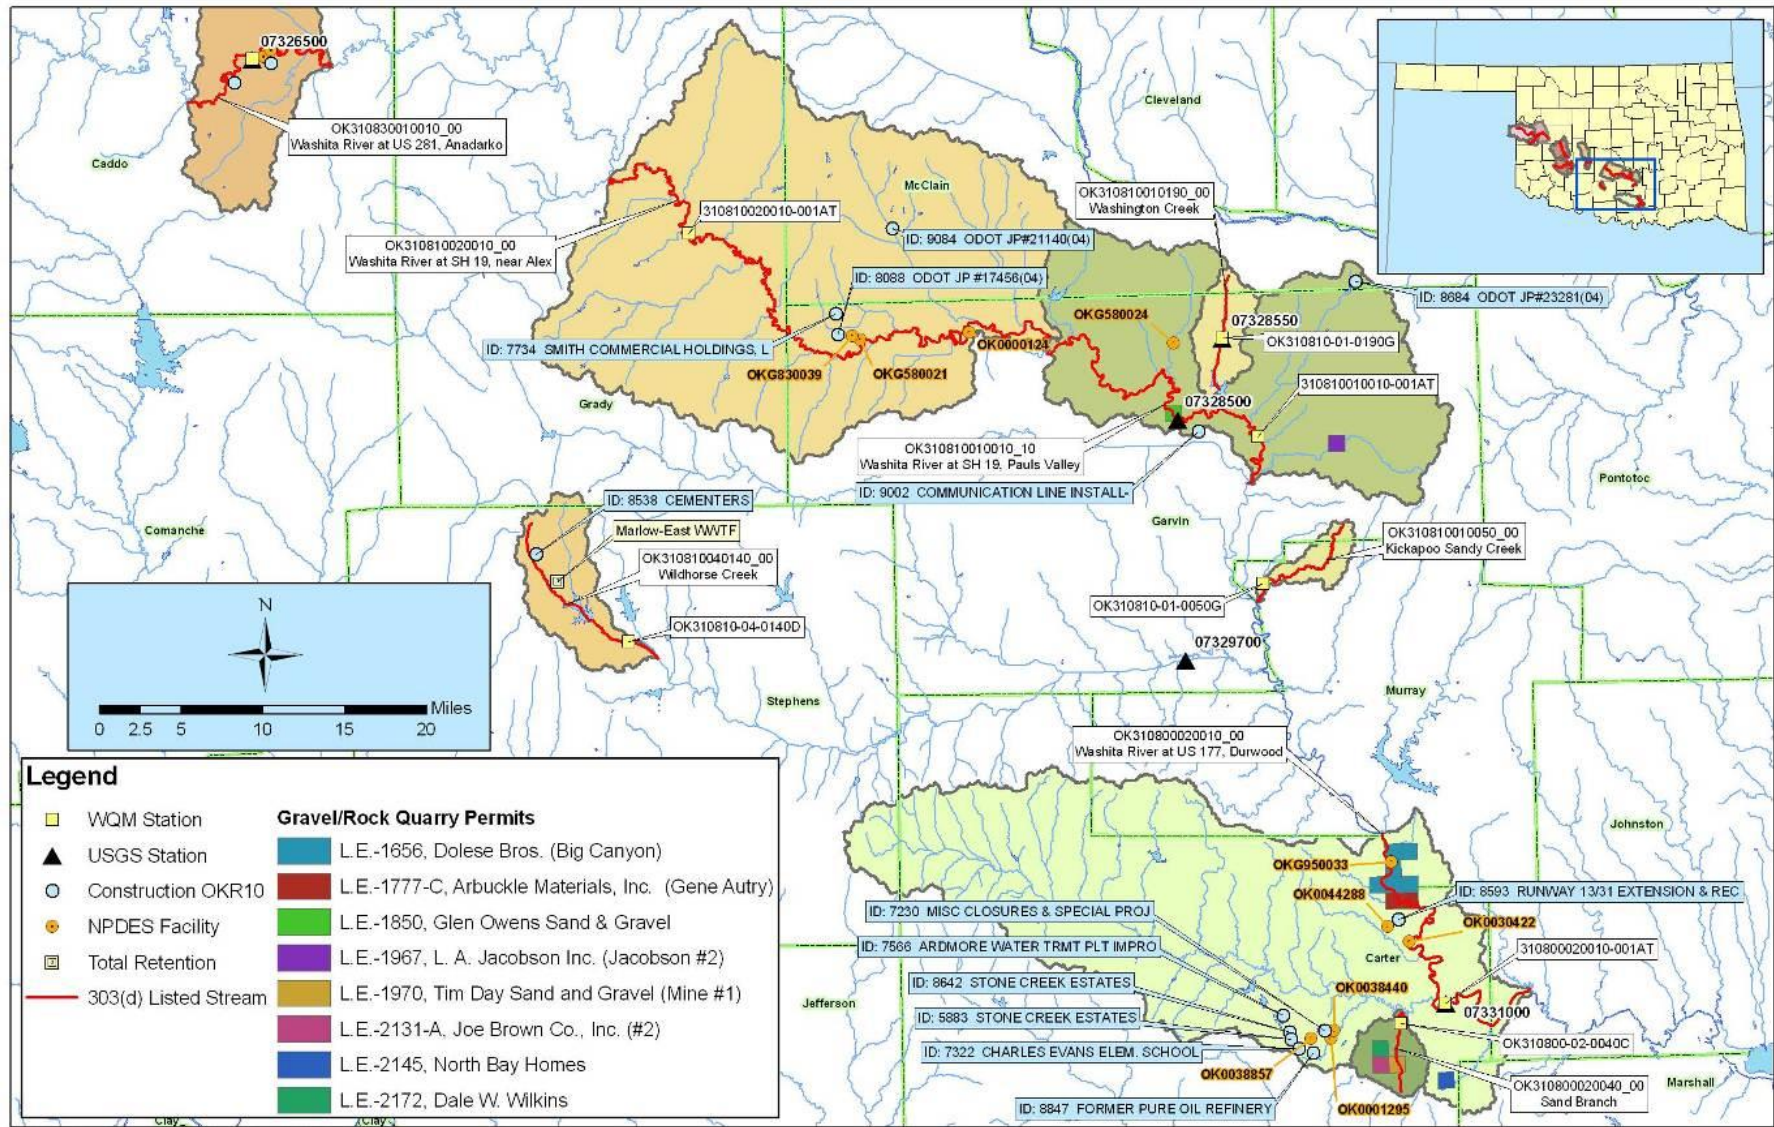 07326500
OK310830010010_00
Washita River at US 281, Anadarko
Caddo
Cleveland
McClain
OK310810010190_00
Washington Creek
310810020010-001AT
OK310810020010_00
Washita River at SH 19, near Alex
ID: 9084 ODOT JP#21140(04)
ID: 8088 ODOT JP #17456(04)
ID: 8684 ODOT JP#23281(04)
OKG580024
07328550
OK310810-01-0190G
ID: 7734 SMITH COMMERCIAL HOLDINGS, L
OK0000124
OKG830039
OKG580021
310810010010-001AT
07328500
Grady
OK310810010010_10
Washita River at SH 19, Pauls Valley
ID: 9002 COMMUNICATION LINE INSTALL-
Pontotoc
ID: 8538 CEMENTERS
Comanche
Marlow-East WWTF
Garvin
OK310810040140_00
Wildhorse Creek
OK310810010050_00
Kickapoo Sandy Creek
OK310810-01-0050G
OK310810-04-0140D
07329700
N
Miles
0 2.5 5 10 15 20
Stephens
Murray
OK310800020010_00
Washita River at US 177, Durwood
Johnston
OKG950033
OK0044288
ID: 8593 RUNWAY 13/31 EXTENSION & REC
OK0030422
ID: 7230 MISC CLOSURES & SPECIAL PROJ
ID: 7566 ARDMORE WATER TRMT PLT IMPRO
310800020010-001AT
Carter
ID: 8642 STONE CREEK ESTATES
OK0038440
Jefferson
07331000
ID: 5883 STONE CREEK ESTATES
ID: 7322 CHARLES EVANS ELEM. SCHOOL
OK310800-02-0040C
OK0038857
OK310800020040_00
Sand Branch
Marshall
ID: 8847 FORMER PURE OIL REFINERY
OK0001295
Legend
WQM Station
USGS Station
Construction OKR10
NPDES Facility
Total Retention
303(d) Listed Stream
Gravel/Rock Quarry Permits
L.E.-1656, Dolese Bros. (Big Canyon)
L.E.-1777-C, Arbuckle Materials, Inc. (Gene Autry)
L.E.-1850, Glen Owens Sand & Gravel
L.E.-1967, L. A. Jacobson Inc. (Jacobson #2)
L.E.-1970, Tim Day Sand and Gravel (Mine #1)
L.E.-2131-A, Joe Brown Co., Inc. (#2)
L.E.-2145, North Bay Homes
L.E.-2172, Dale W. Wilkins
Clay
Clay